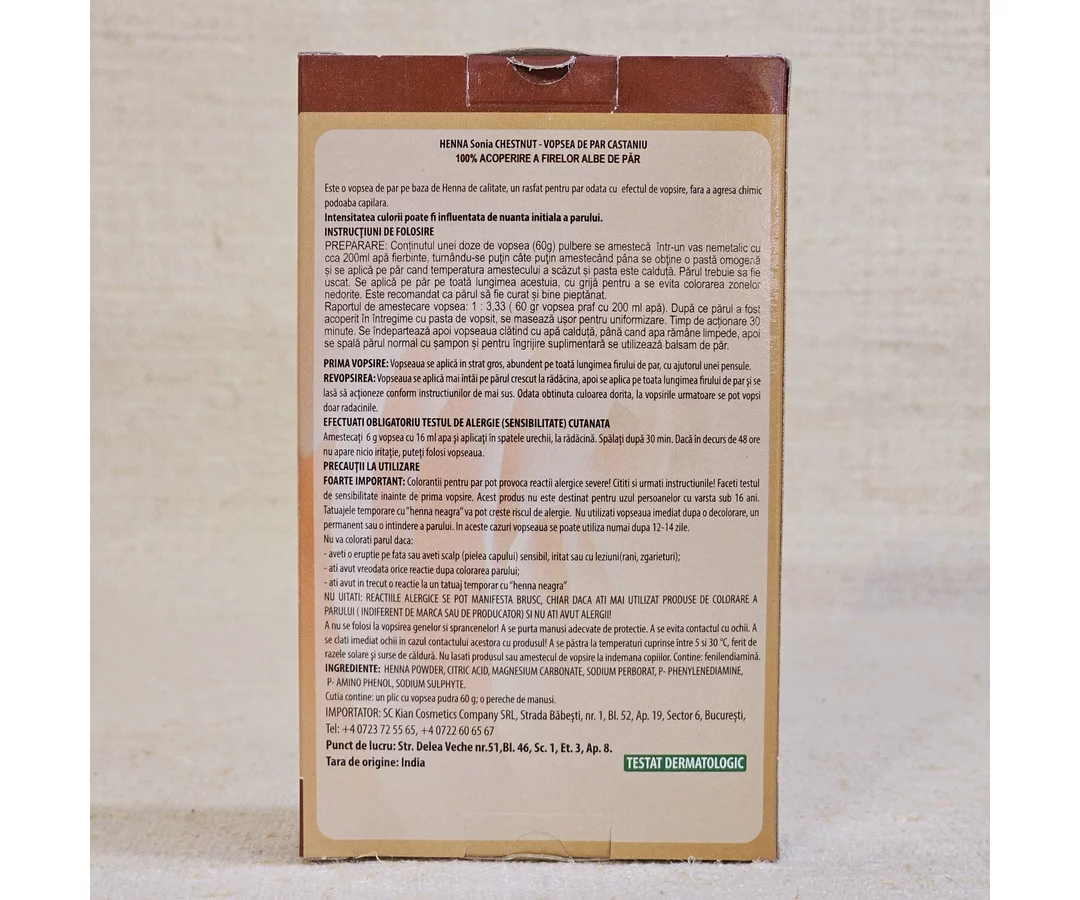 HENNA Sonia CHESTNUT - VOPSEA DE PAR CASTANIU
100% ACOPERIRE A FIRELOR ALBE DE PĂR
Este o vopsea de par pe baza de Henna de calitate, un rasfat pentru par odata cu efectul de vopsire, fara a agresa chimic
podoaba capilara.
Intensitatea culorii poate fi influentata de nuanta initiala a parului.
INSTRUCȚIUNI DE FOLOSIRE
PREPARARE: Conținutul unei doze de vopsea (60g) pulbere se amestecă într-un vas nemetalic cu
cca 200ml apă fierbinte, turnându-se puțin câte puțin amestecând pâna se obține o pastă omogenă
și se aplică pe păr cand temperatura amestecului a scăzut și pasta este calduță. Părul trebuie sa fie
uscat. Se aplică pe păr pe toată lungimea acestuia, cu grijă pentru a se evita colorarea zonelor
nedorite. Este recomandat ca părul să fie curat și bine pieptănat.
Raportul de amestecare vopsea: 1 : 3,33 ( 60 gr vopsea praf cu 200 ml apă). După ce părul a fost
acoperit în întregime cu pasta de vopsit, se masează ușor pentru uniformizare. Timp de acționare 30
minute. Se îndepartează apoi vopseaua clătind cu apă calduță, până cand apa rămâne limpede, apoi
se spală părul normal cu șampon și pentru îngrijire suplimentară se utilizează balsam de păr.
PRIMA VOPSIRE: Vopseaua se aplică in strat gros, abundent pe toată lungimea firului de par, cu ajutorul unei pensule.
REVOPSIREA: Vopseaua se aplică mai întâi pe părul crescut la rădăcina, apoi se aplica pe toata lungimea firului de par și se
lasă să acționeze conform instrucțiunilor de mai sus. Odata obtinuta culoarea dorita, la vopsirile urmatoare se pot vopsi
doar radacinile.
EFECTUATI OBLIGATORIU TESTUL DE ALERGIE (SENSIBILITATE) CUTANATA
Amestecați 6 g vopsea cu 16 ml apa și aplicați în spatele urechii, la rădăcină. Spălați după 30 min. Dacă în decurs de 48 ore
nu apare nicio iritație, puteți folosi vopseaua.
PRECAUȚII LA UTILIZARE
FOARTE IMPORTANT: Colorantii pentru par pot provoca reactii alergice severe! Cititi si urmati instructiunile! Faceti testul
de sensibilitate inainte de prima vopsire. Acest produs nu este destinat pentru uzul persoanelor cu varsta sub 16 ani.
Tatuajele temporare cu "henna neagra" va pot creste riscul de alergie. Nu utilizati vopseaua imediat dupa o decolorare, un
permanent sau o intindere a parului. In aceste cazuri vopseaua se poate utiliza numai dupa 12-14 zile.
Nu va colorati parul daca:
- aveti o eruptie pe fata sau aveti scalp (pielea capului) sensibil, iritat sau cu leziuni(rani, zgarieturi);
- ati avut vreodata orice reactie dupa colorarea parului;
- ati avut in trecut o reactie la un tatuaj temporar cu "henna neagra"
NU UITATI: REACTIILE ALERGICE SE POT MANIFESTA BRUSC, CHIAR DACA ATI MAI UTILIZAT PRODUSE DE COLORARE A
PARULUI ( INDIFERENT DE MARCA SAU DE PRODUCATOR) SI NU ATI AVUT ALERGII!
A nu se folosi la vopsirea genelor si sprancenelor! A se purta manusi adecvate de protectie. A se evita contactul cu ochii. A
se clati imediat ochii in cazul contactului acestora cu produsul! A se păstra la temperaturi cuprinse între 5 si 30 °C, ferit de
razele solare și surse de căldură. Nu lasati produsul sau amestecul de vopsire la indemana copiilor. Contine: fenilendiamină.
INGREDIENTE: HENNA POWDER, CITRIC ACID, MAGNESIUM CARBONATE, SODIUM PERBORAT, P- PHENYLENEDIAMINE,
P- AMINO PHENOL, SODIUM SULPHYTE.
Cutia contine: un plic cu vopsea pudra 60 g; o pereche de manusi.
IMPORTATOR: SC Kian Cosmetics Company SRL, Strada Băbești, nr. 1, Bl. 52, Ap. 19, Sector 6, București,
Tel: +4 0723 72 55 65, +4 0722 60 65 67
Punct de lucru: Str. Delea Veche nr.51,Bl. 46, Sc. 1, Et. 3, Ap. 8.
Tara de origine: India
TESTAT DERMATOLOGIC